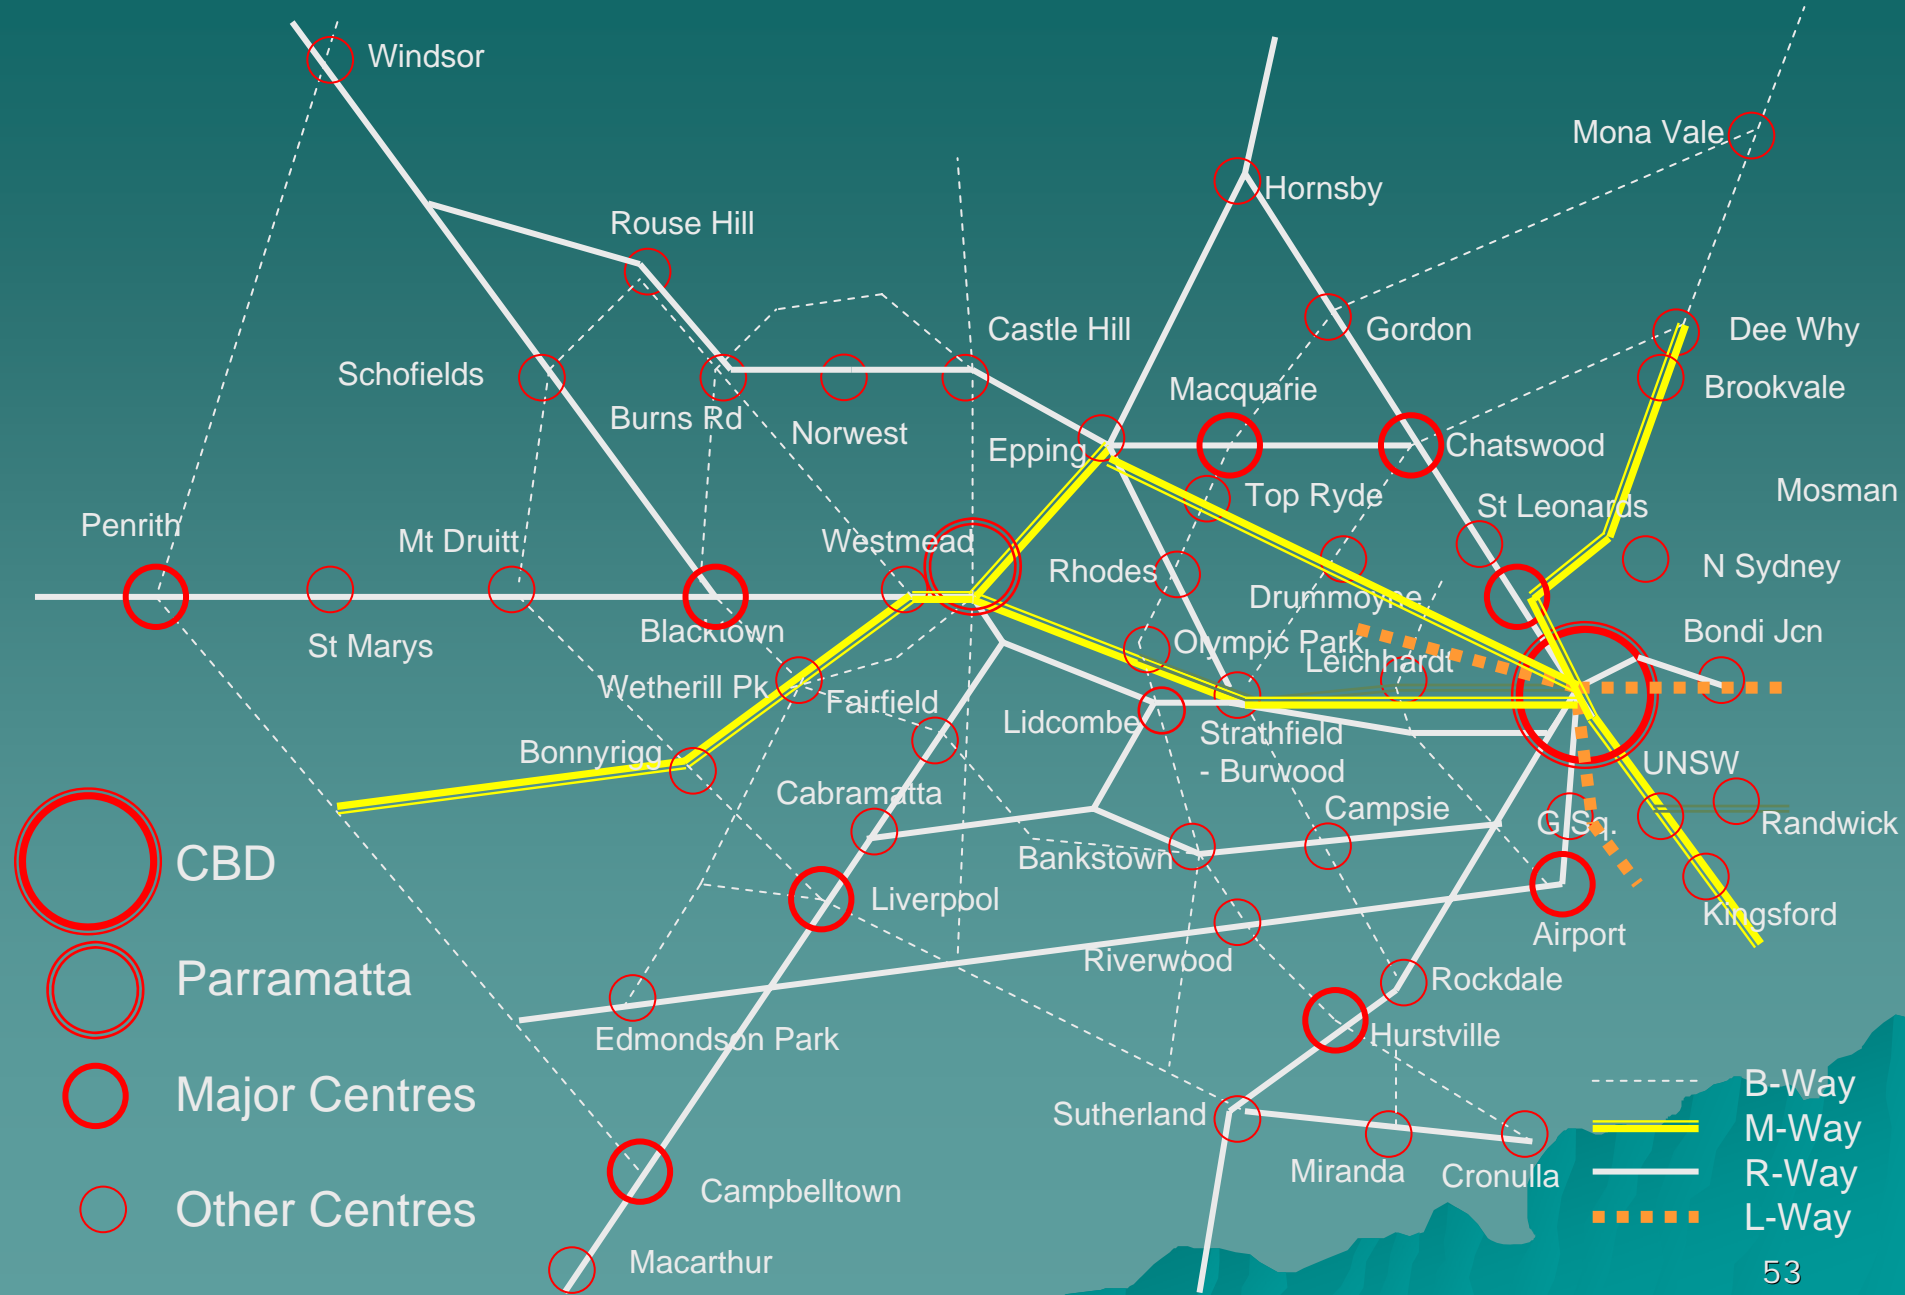 Windsor
Mona Vale
Hornsby
Rouse Hill
Castle Hill
Gordon
Dee Why
Schofields
Macquarie
Brookvale
Burns Rd
Norwest
Epping
Chatswood
Top Ryde
Mosman
St Leonards
Penrith
Mt Druitt
Westmead
Rhodes
N Sydney
Drummoyne
St Marys
Blacktown
Olympic Park
Bondi Jcn
Leichhardt
Wetherill Pk
Fairfield
Lidcombe
Strathfield
- Burwood
Bonnyrigg
UNSW
Cabramatta
Campsie
G Sq.
Randwick
CBD
Bankstown
Liverpool
Kingsford
Airport
Riverwood
Parramatta
Rockdale
Edmondson Park
Hurstville
Major Centres
Sutherland
Miranda
Cronulla
Campbelltown
Other Centres
Macarthur
B-Way
M-Way
R-Way
L-Way
53